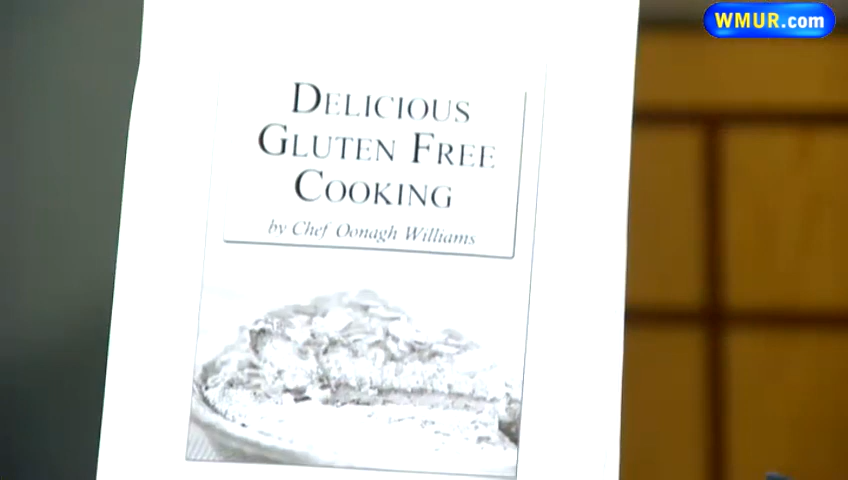 WMUR.com
DELICIOUS
GLUTEN FREE
COOKING
by Chef Oonagh Williams